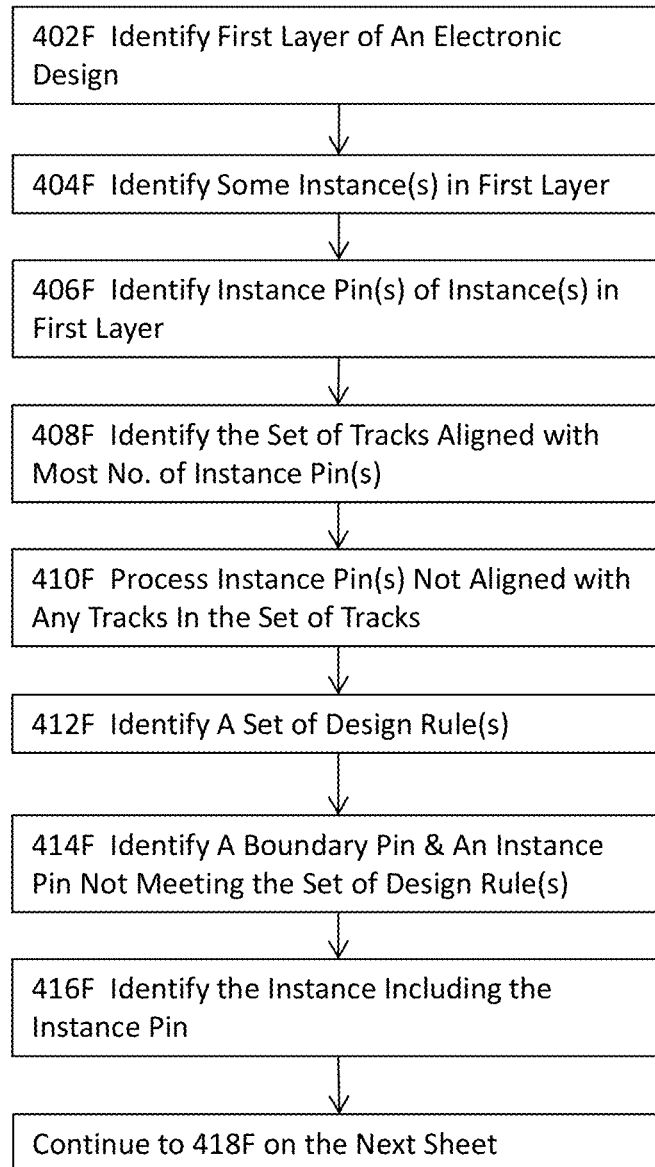 402F Identify First Layer of An Electronic
Design
404F Identify Some Instance(s) in First Layer
406F Identify Instance Pin(s) of Instance(s) in
First Layer
408F Identify the Set of Tracks Aligned with
Most No. of Instance Pin(s)
410F Process Instance Pin(s) Not Aligned with
Any Tracks In the Set of Tracks
412F Identify A Set of Design Rule(s)
414F Identify A Boundary Pin & An Instance
Pin Not Meeting the Set of Design Rule(s)
416F Identify the Instance Including the
Instance Pin
Continue to 418F on the Next Sheet